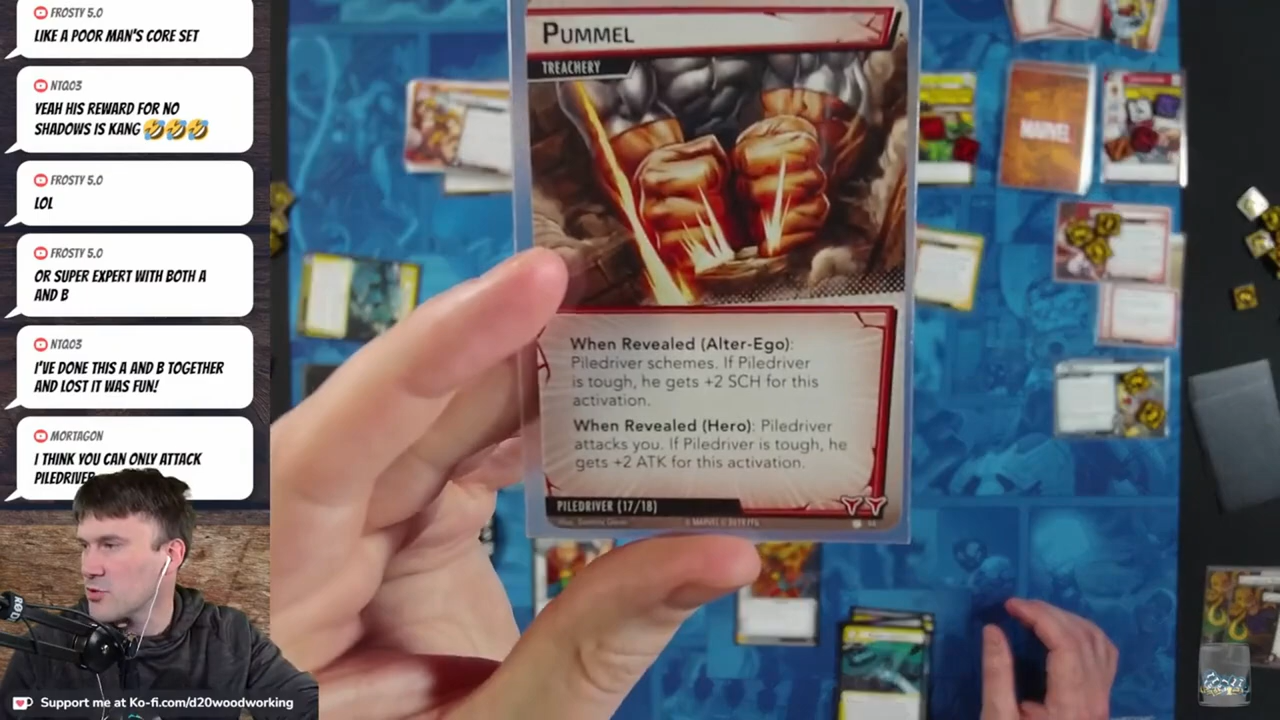 FROSTY 5.0
LIKE A POOR MAN'S CORE SET
NTQ03
YEAH HIS REWARD FOR NO
SHADOWS IS KANG 🤣🤣🤣
FROSTY 5.0
LOL
FROSTY 5.0
OR SUPER EXPERT WITH BOTH A
AND B
NTQ03
I'VE DONE THIS A AND B TOGETHER
AND LOST IT WAS FUN!
MORTAGON
I THINK YOU CAN ONLY ATTACK
PILEDRIVER
PUMMEL
TREACHERY
When Revealed (Alter-Ego):
Piledriver schemes. If Piledriver
is tough, he gets +2 SCH for this
activation.
When Revealed (Hero): Piledriver
attacks you. If Piledriver is tough, he
gets +2 ATK for this activation.
PILEDRIVER (17/18)
MARVEL
RØD
Support me at Ko-fi.com/d20woodworking